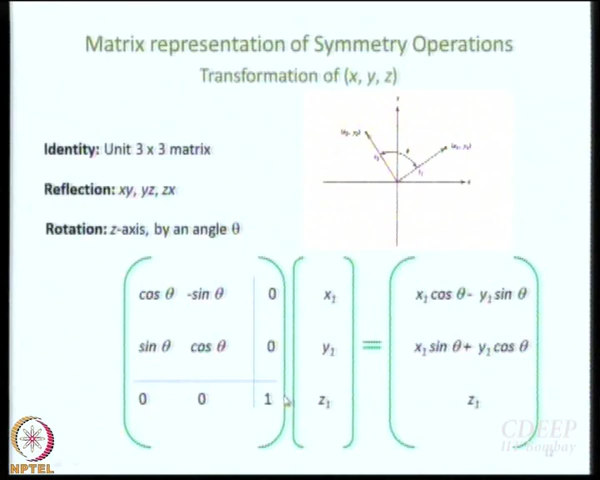 Matrix representation of Symmetry Operations
Transformation of (x, y, z)
Identity: Unit 3 x 3 matrix
Reflection: xy, yz, zx
Rotation: z-axis, by an angle θ
cos θ -sin θ 0 x₁ x₁ cos θ- y₁ sin θ
sin θ cos θ 0 y₁ = x₁ sin θ+ y₁ cos θ
0 0 1 z₁ z₁
CDEEP
IIT Bombay
NPTEL